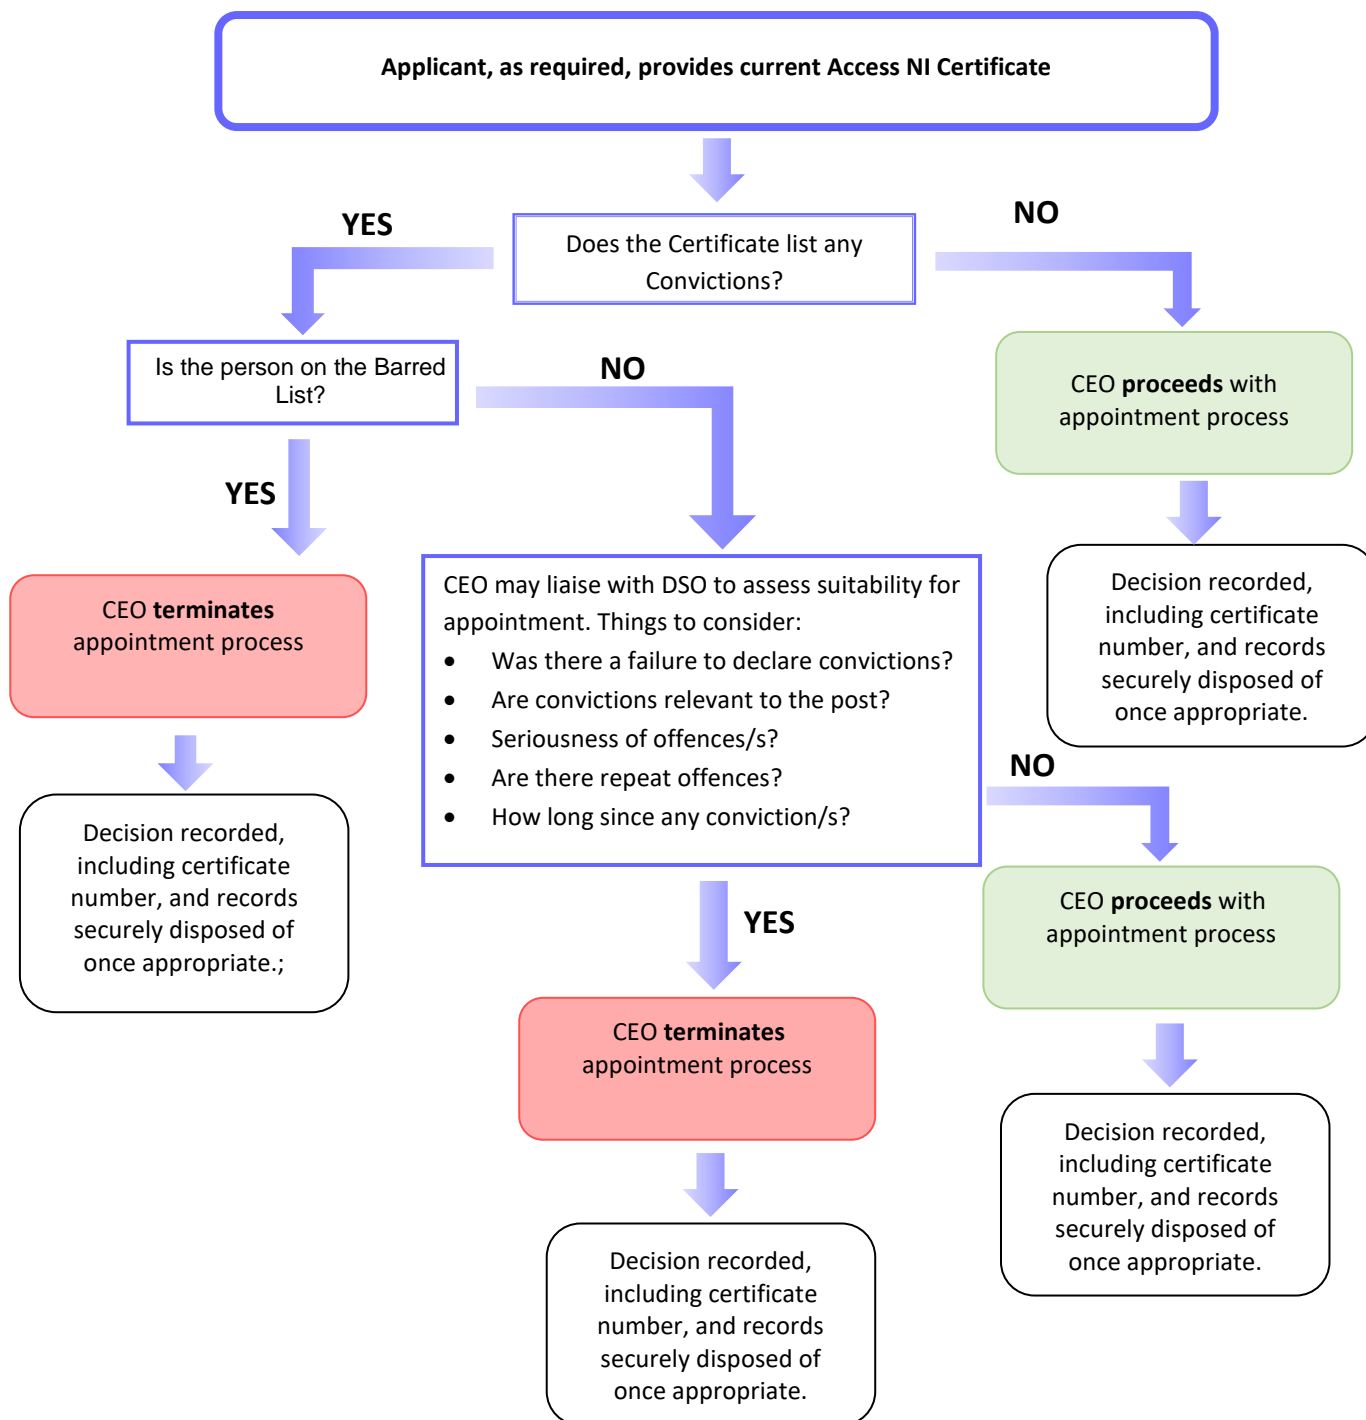 Applicant, as required, provides current Access NI Certificate
YES
NO
Does the Certificate list any
Convictions?
Is the person on the Barred
List?
NO
CEO proceeds with
appointment process
YES
CEO terminates
appointment process
CEO may liaise with DSO to assess suitability for
appointment. Things to consider:
• Was there a failure to declare convictions?
• Are convictions relevant to the post?
• Seriousness of offences/s?
• Are there repeat offences?
• How long since any conviction/s?
Decision recorded,
including certificate
number, and records
securely disposed of
once appropriate.
NO
Decision recorded,
including certificate
number, and records
securely disposed of
once appropriate.;
YES
CEO proceeds with
appointment process
CEO terminates
appointment process
Decision recorded,
including certificate
number, and records
securely disposed of
once appropriate.
Decision recorded,
including certificate
number, and records
securely disposed of
once appropriate.